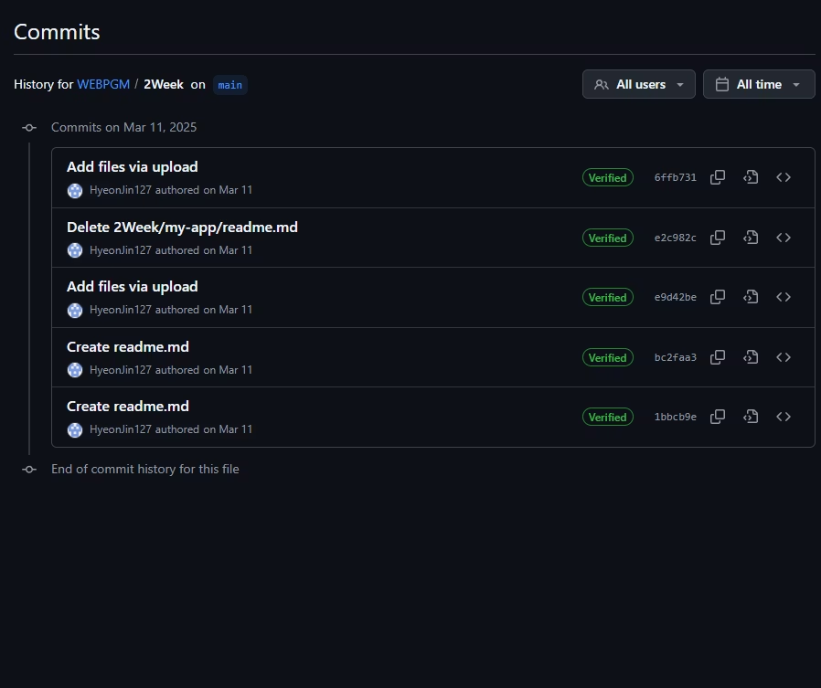 Commits
History for WEBPGM / 2Week on main
All users
All time
Commits on Mar 11, 2025
Add files via upload
Verified 6ffb731
HyeonJin127 authored on Mar 11
Delete 2Week/my-app/readme.md
Verified e2c982c
HyeonJin127 authored on Mar 11
Add files via upload
Verified e9d42be
HyeonJin127 authored on Mar 11
Create readme.md
Verified bc2faa3
HyeonJin127 authored on Mar 11
Create readme.md
Verified 1bbcb9e
HyeonJin127 authored on Mar 11
End of commit history for this file